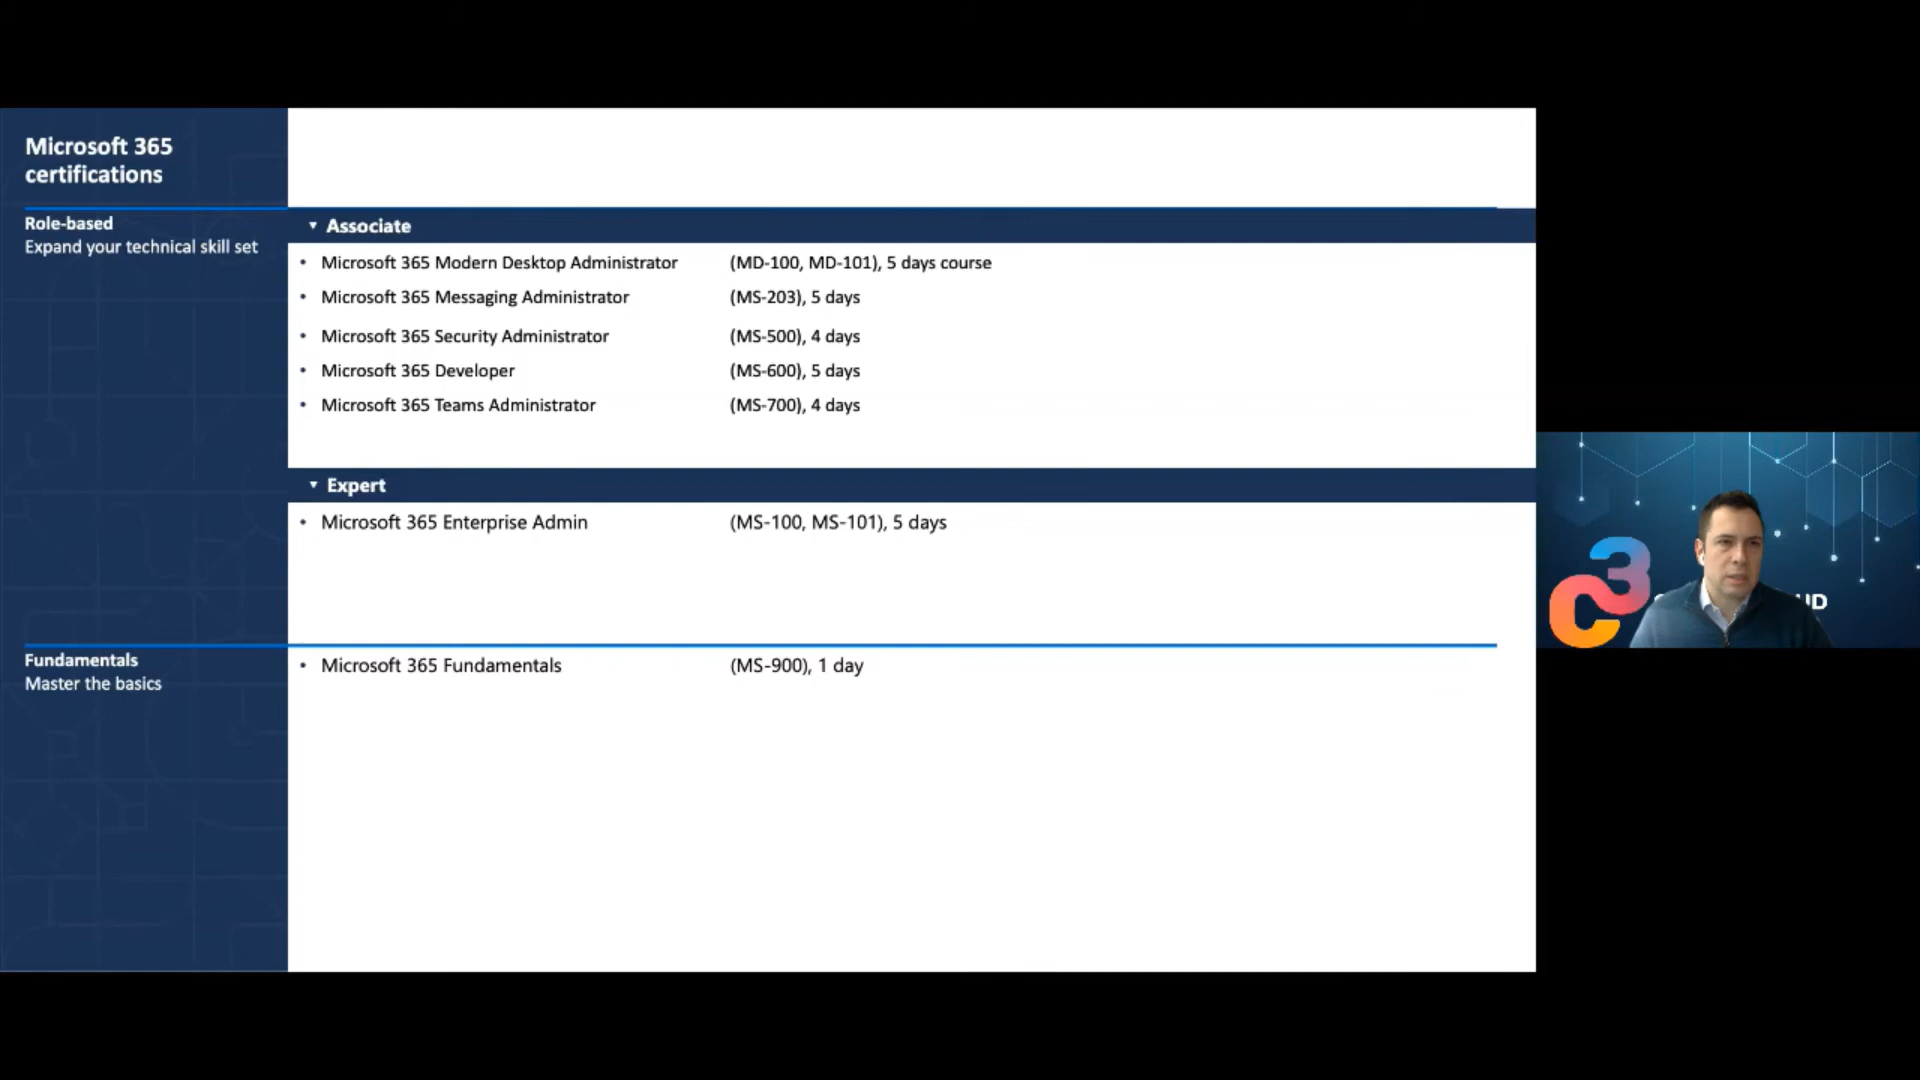 Microsoft 365
certifications
Role-based
Expand your technical skill set
Associate
• Microsoft 365 Modern Desktop Administrator (MD-100, MD-101), 5 days course
• Microsoft 365 Messaging Administrator (MS-203), 5 days
• Microsoft 365 Security Administrator (MS-500), 4 days
• Microsoft 365 Developer (MS-600), 5 days
• Microsoft 365 Teams Administrator (MS-700), 4 days
Expert
• Microsoft 365 Enterprise Admin (MS-100, MS-101), 5 days
Fundamentals
Master the basics
• Microsoft 365 Fundamentals (MS-900), 1 day
C3